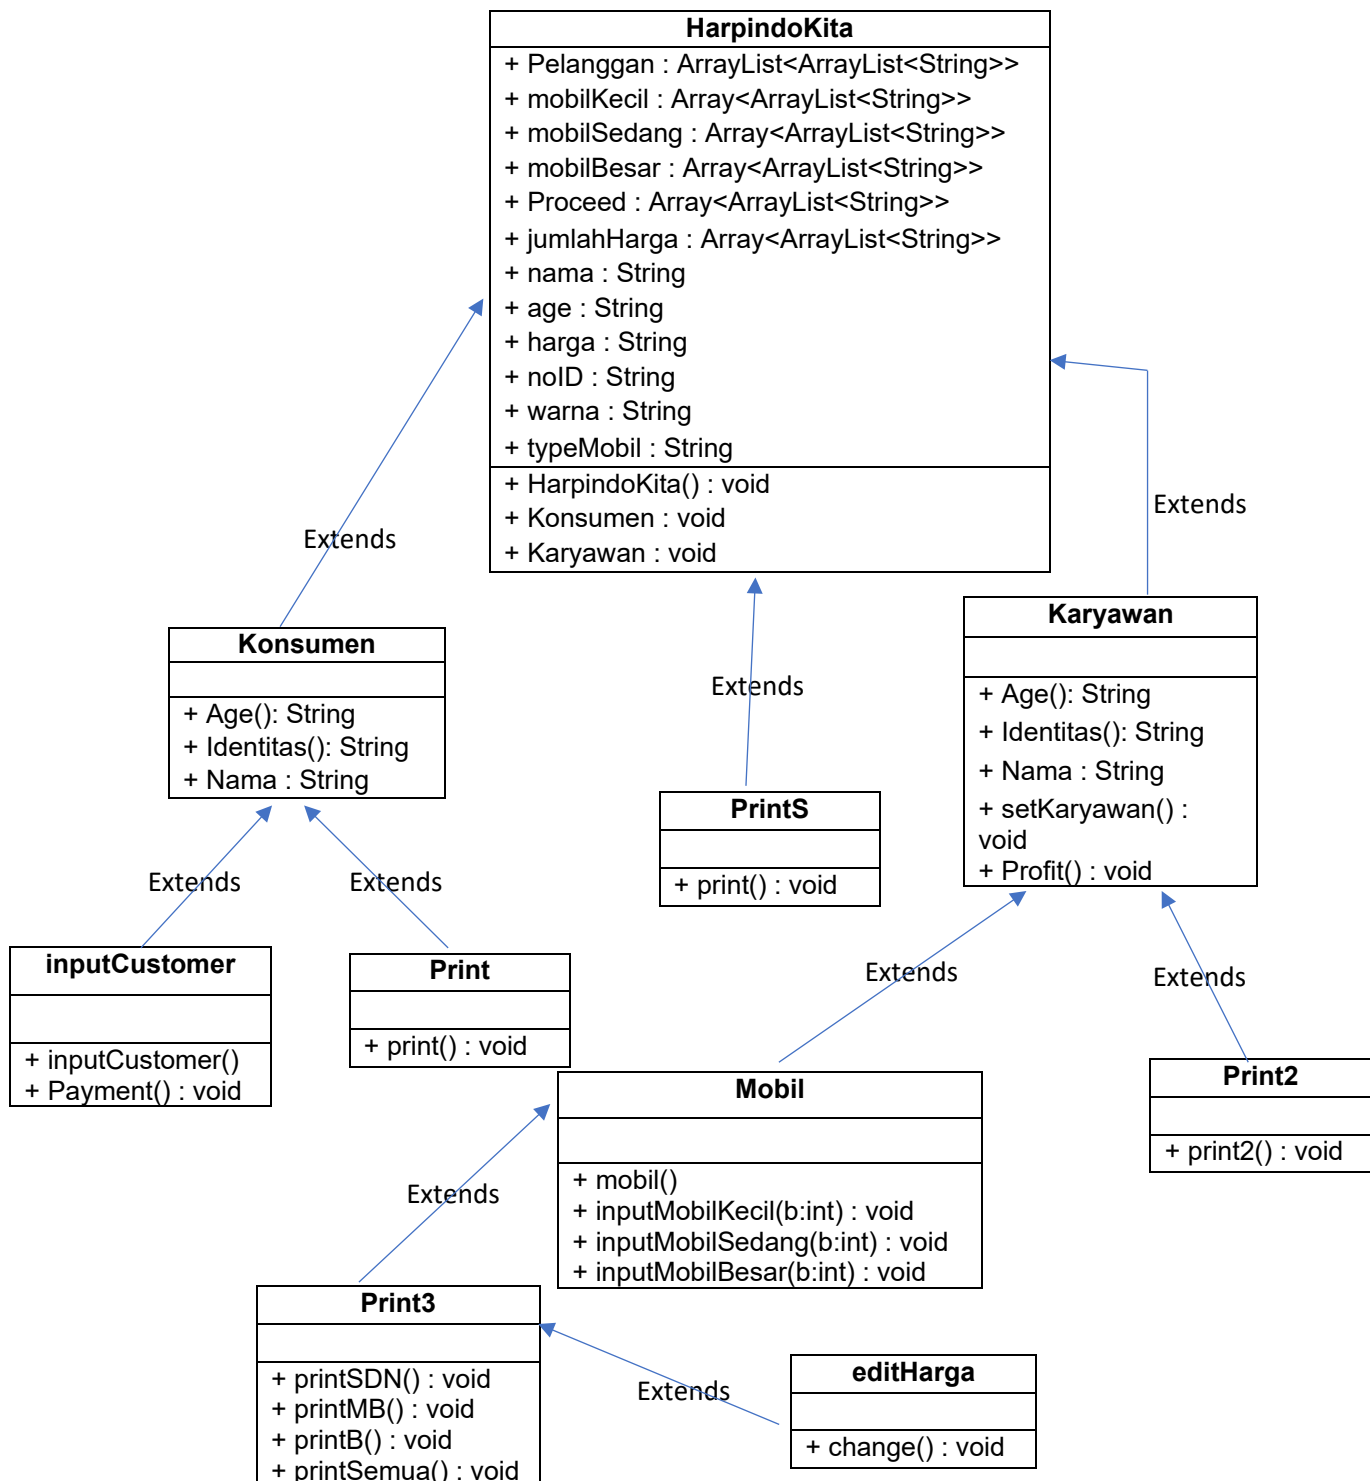 HarpindoKita
+ Pelanggan : ArrayList<ArrayList<String>>
+ mobilKecil : Array<ArrayList<String>>
+ mobilSedang : Array<ArrayList<String>>
+ mobilBesar : Array<ArrayList<String>>
+ Proceed : Array<ArrayList<String>>
+ jumlahHarga : Array<ArrayList<String>>
+ nama : String
+ age : String
+ harga : String
+ noID : String
+ warna : String
+ typeMobil : String
+ HarpindoKita() : void
+ Konsumen : void
+ Karyawan : void
Extends
Extends
Extends
Konsumen
+ Age(): String
+ Identitas(): String
+ Nama : String
PrintS
+ print() : void
Karyawan
+ Age(): String
+ Identitas(): String
+ Nama : String
+ setKaryawan() :
void
+ Profit() : void
Extends
Extends
Extends
Extends
inputCustomer
+ inputCustomer()
+ Payment() : void
Print
+ print() : void
Mobil
+ mobil()
+ inputMobilKecil(b:int) : void
+ inputMobilSedang(b:int) : void
+ inputMobilBesar(b:int) : void
Print2
+ print2() : void
Extends
Print3
+ printSDN() : void
+ printMB() : void
+ printB() : void
+ printSemua() : void
Extends
editHarga
+ change() : void